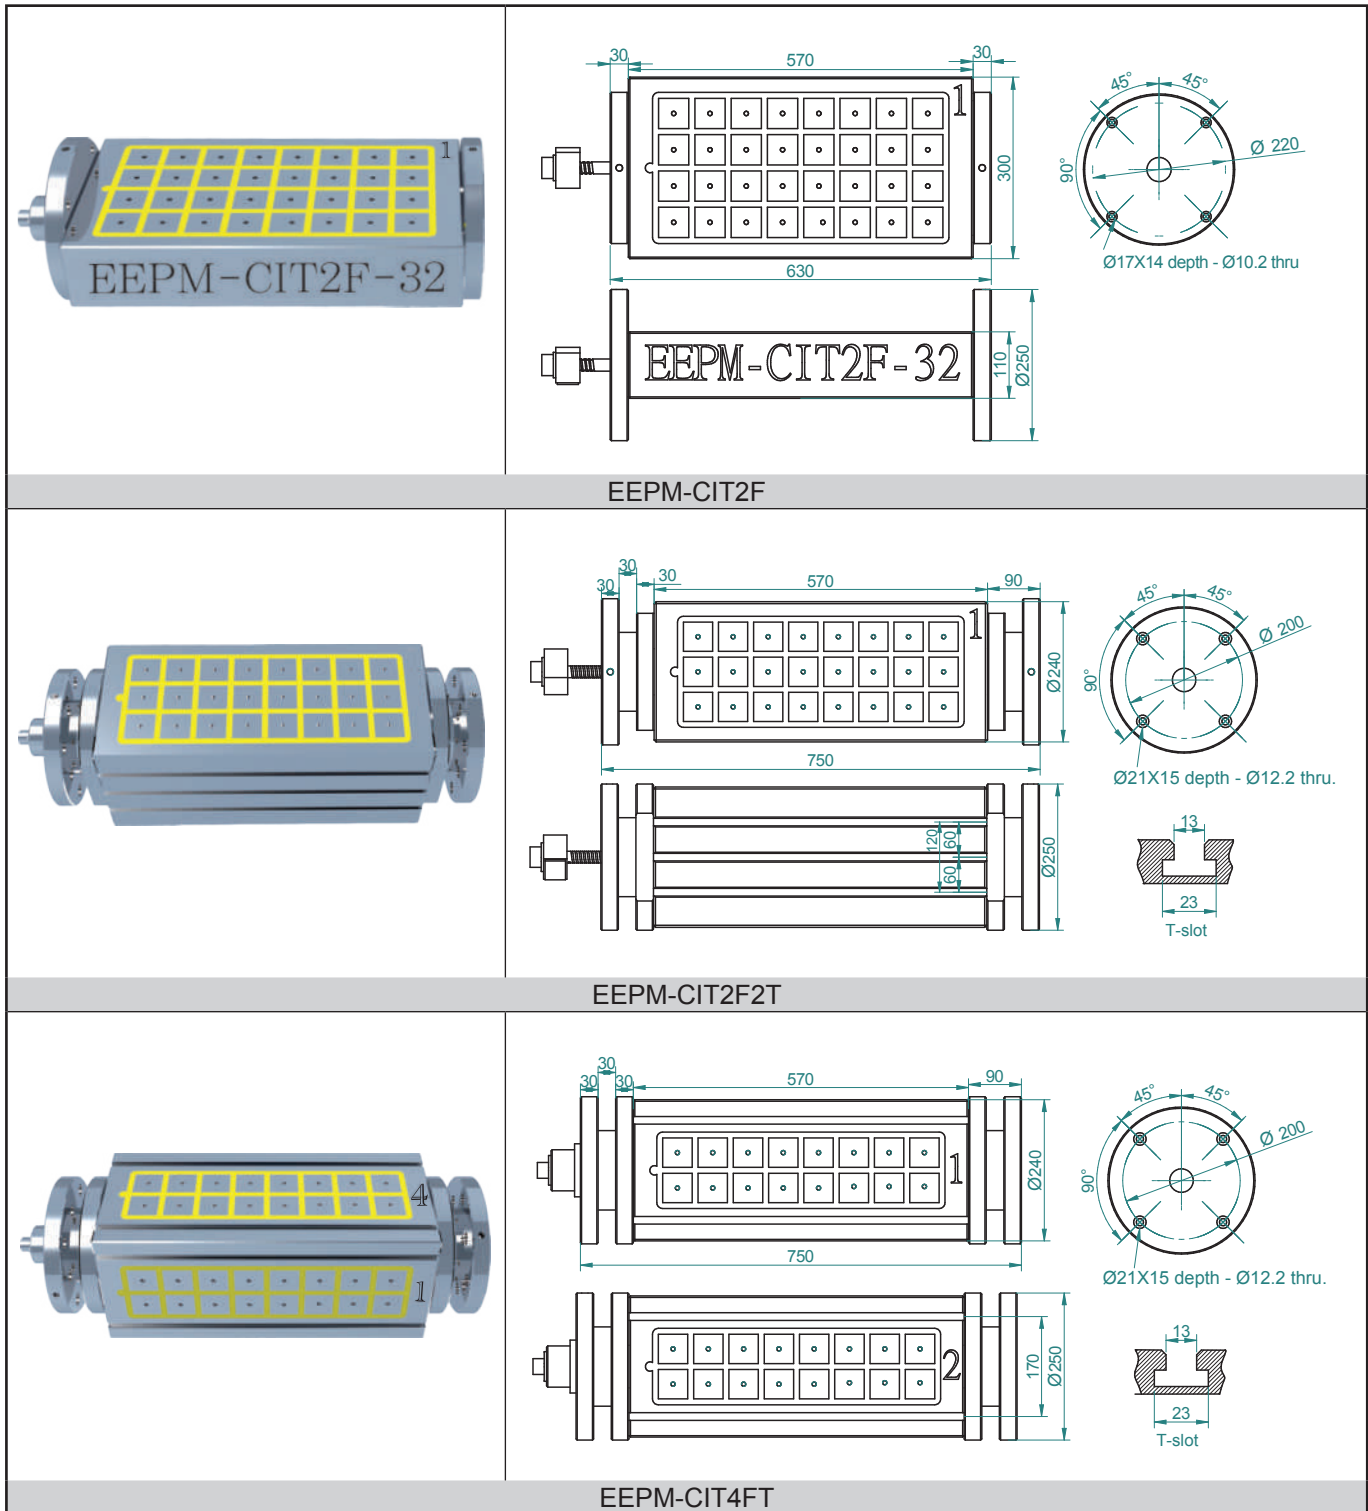 1
EEPM-CIT2F-32
30
570
30
1
300
630
45°
45°
90°
Ø 220
Ø17X14 depth - Ø10.2 thru
EEPM-CIT2F-32
110
Ø250
EEPM-CIT2F
30
30
30
570
90
1
Ø240
750
45°
45°
90°
Ø 200
Ø21X15 depth - Ø12.2 thru.
120
60
60
Ø250
13
23
T-slot
EEPM-CIT2F2T
4
1
30
30
30
570
90
1
Ø240
750
45°
45°
90°
Ø 200
Ø21X15 depth - Ø12.2 thru.
2
170
Ø250
13
23
T-slot
EEPM-CIT4FT